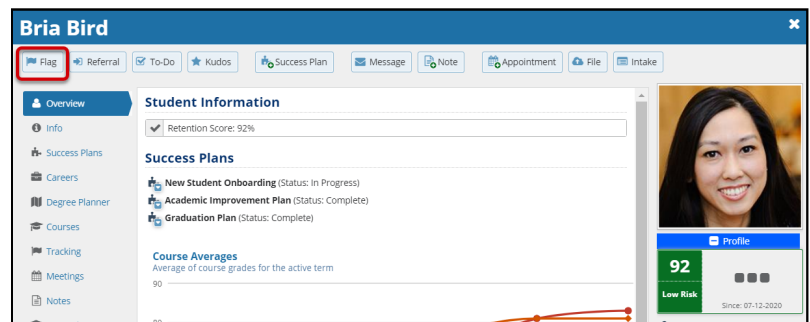 Bria Bird
Flag Referral To-Do Kudos Success Plan Message Note Appointment File Intake
Overview
Info
Success Plans
Careers
Degree Planner
Courses
Tracking
Meetings
Notes
Student Information
Retention Score: 92%
Success Plans
New Student Onboarding (Status: In Progress)
Academic Improvement Plan (Status: Complete)
Graduation Plan (Status: Complete)
Course Averages
Average of course grades for the active term
90
Profile
92
Low Risk
Since: 07-12-2020